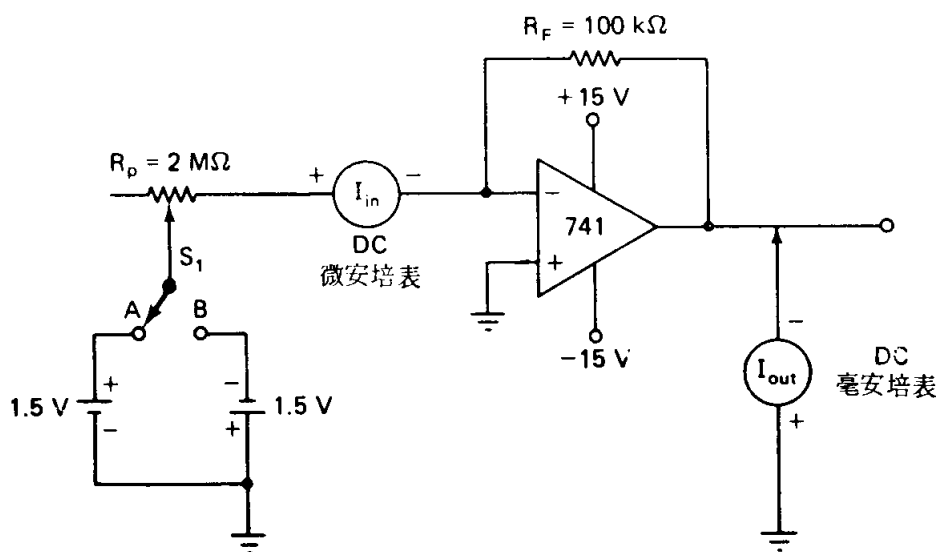 R_F = 100 kΩ
+15 V
R_p = 2 MΩ
+
I_in
−
DC
微安培表
−
741
+
S_1
A
B
−15 V
−
I_out
+
DC
毫安培表
+
1.5 V
−
−
1.5 V
+